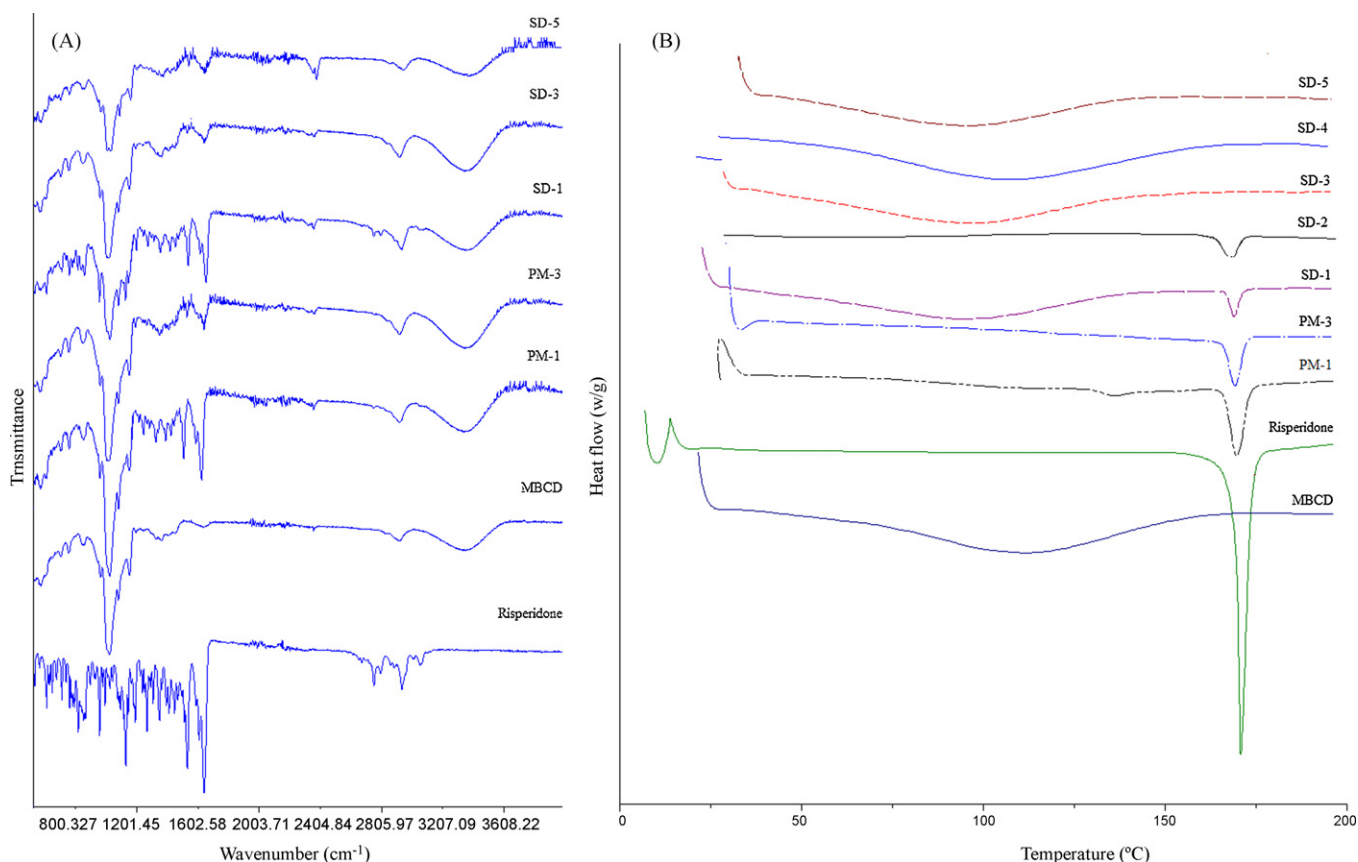 (A)
SD-5
SD-3
SD-1
PM-3
PM-1
MBCD
Risperidone
Trnsmittance
800.327 1201.45 1602.58 2003.71 2404.84 2805.97 3207.09 3608.22
Wavenumber (cm-1)
(B)
SD-5
SD-4
SD-3
SD-2
SD-1
PM-3
PM-1
Risperidone
MBCD
Heat flow (w/g)
0 50 100 150 200
Temperature (ºC)